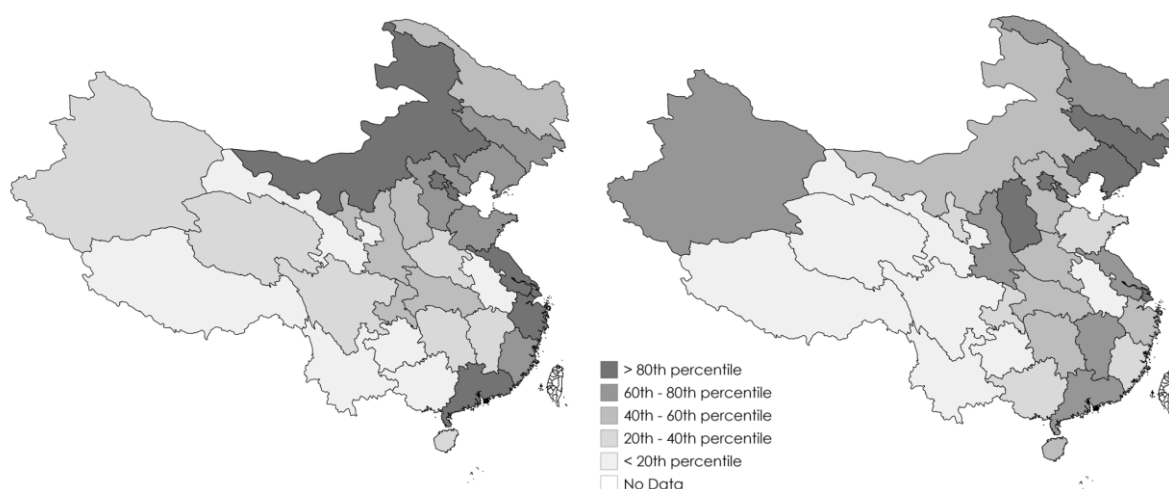 > 80th percentile
60th - 80th percentile
40th - 60th percentile
20th - 40th percentile
< 20th percentile
No Data